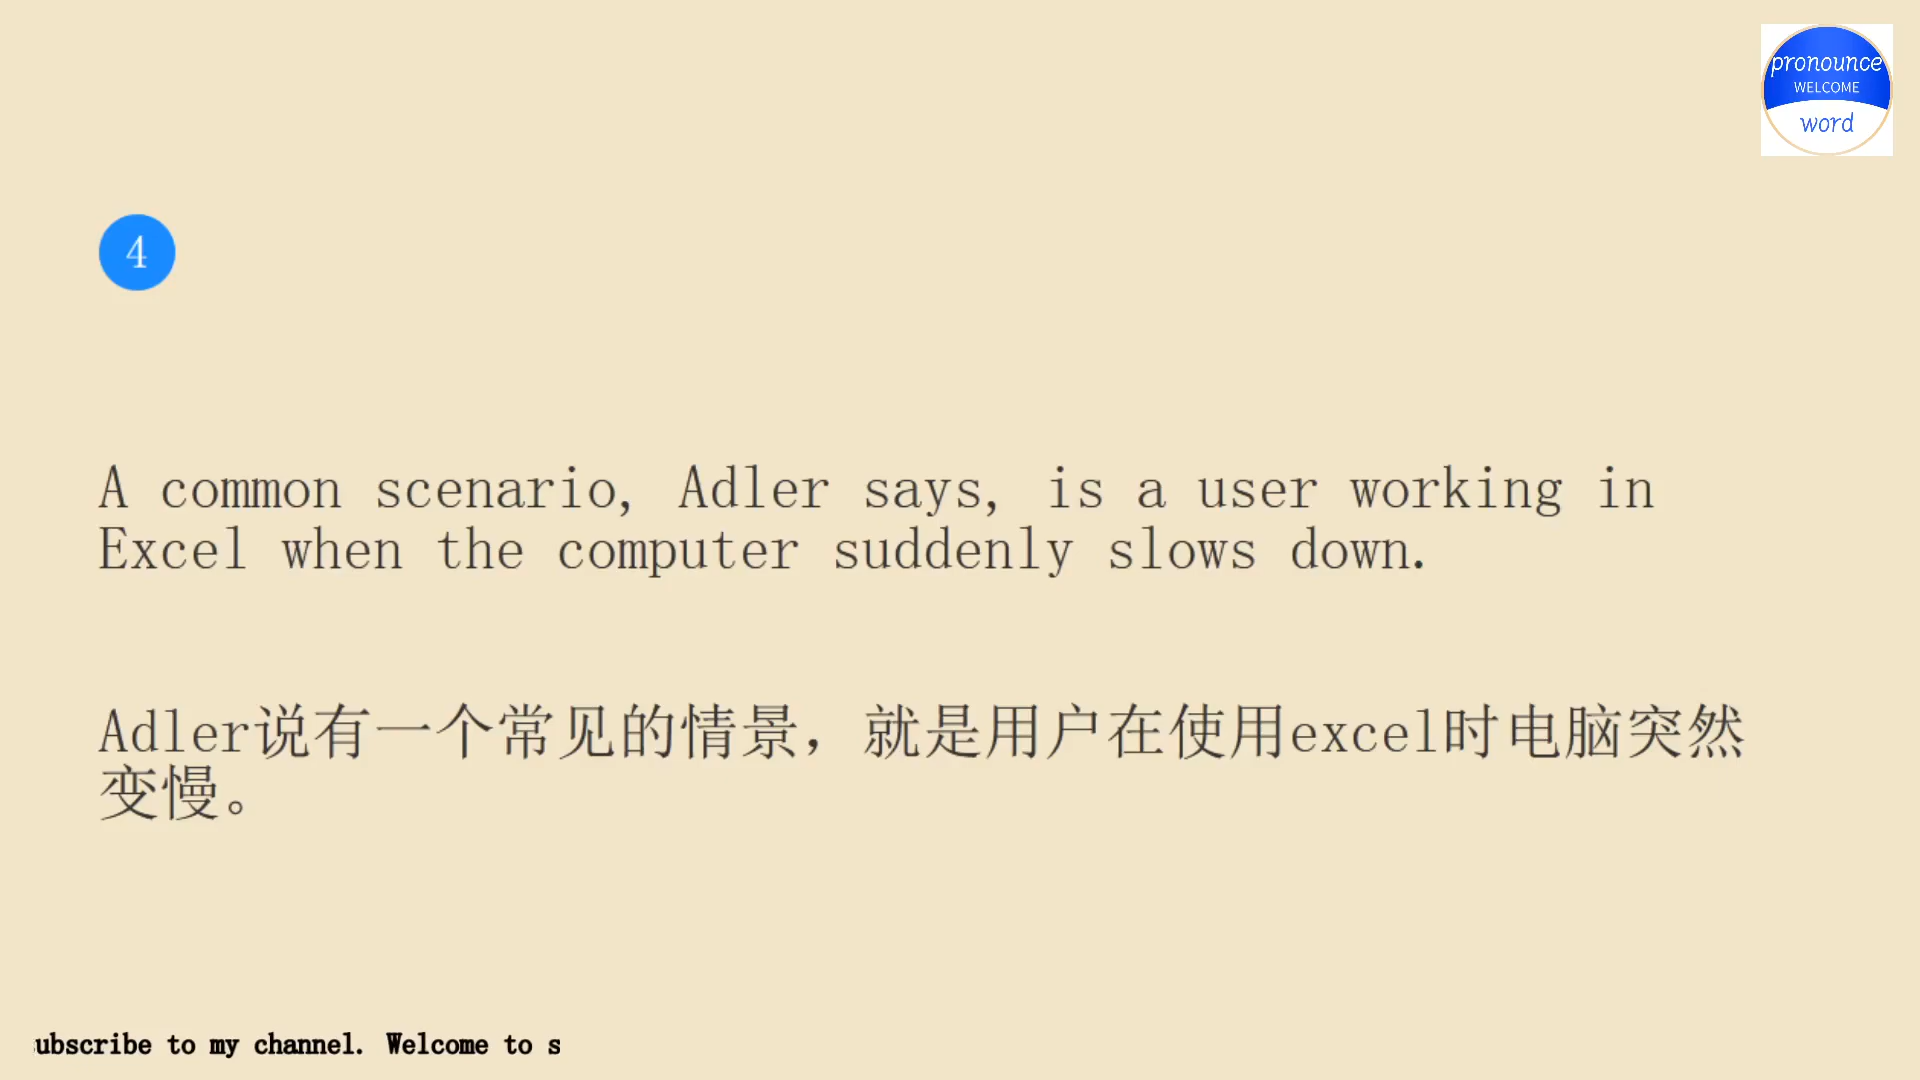 pronounce
WELCOME
word
4
A common scenario, Adler says, is a user working in
Excel when the computer suddenly slows down.
Adler说有一个常见的情景，就是用户在使用excel时电脑突然
变慢。
ubscribe to my channel. Welcome to s